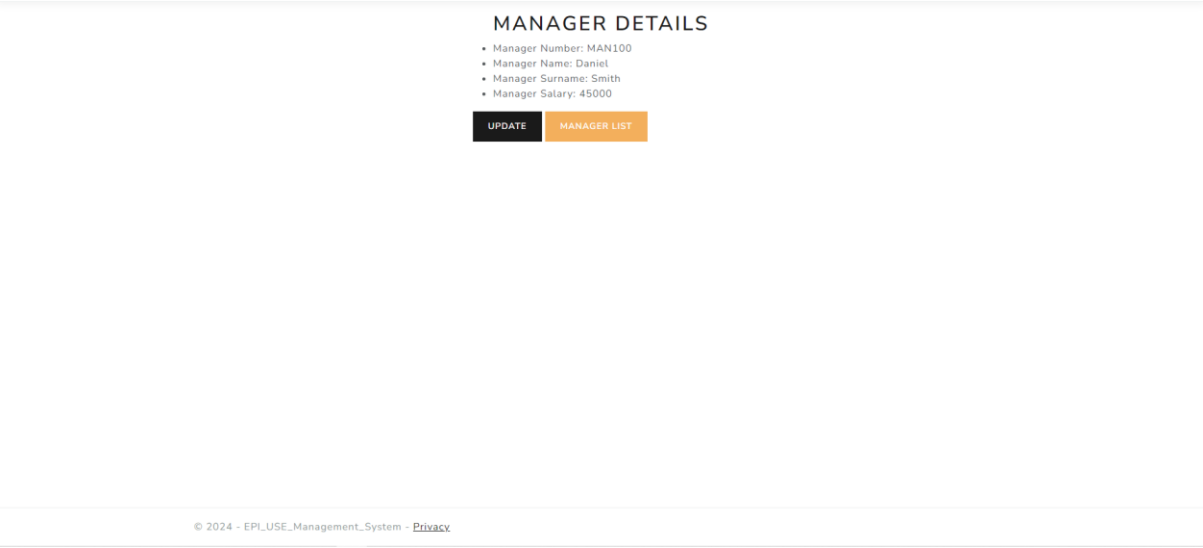 MANAGER DETAILS
• Manager Number: MAN100
• Manager Name: Daniel
• Manager Surname: Smith
• Manager Salary: 45000
UPDATE MANAGER LIST
© 2024 - EPI_USE_Management_System - Privacy